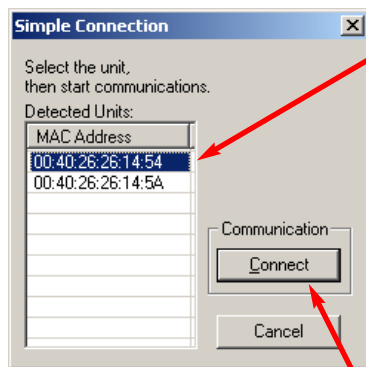 Simple Connection
Select the unit,
then start communications.
Detected Units:
MAC Address
00:40:26:26:14:54
00:40:26:26:14:5A
Communication
Connect
Cancel